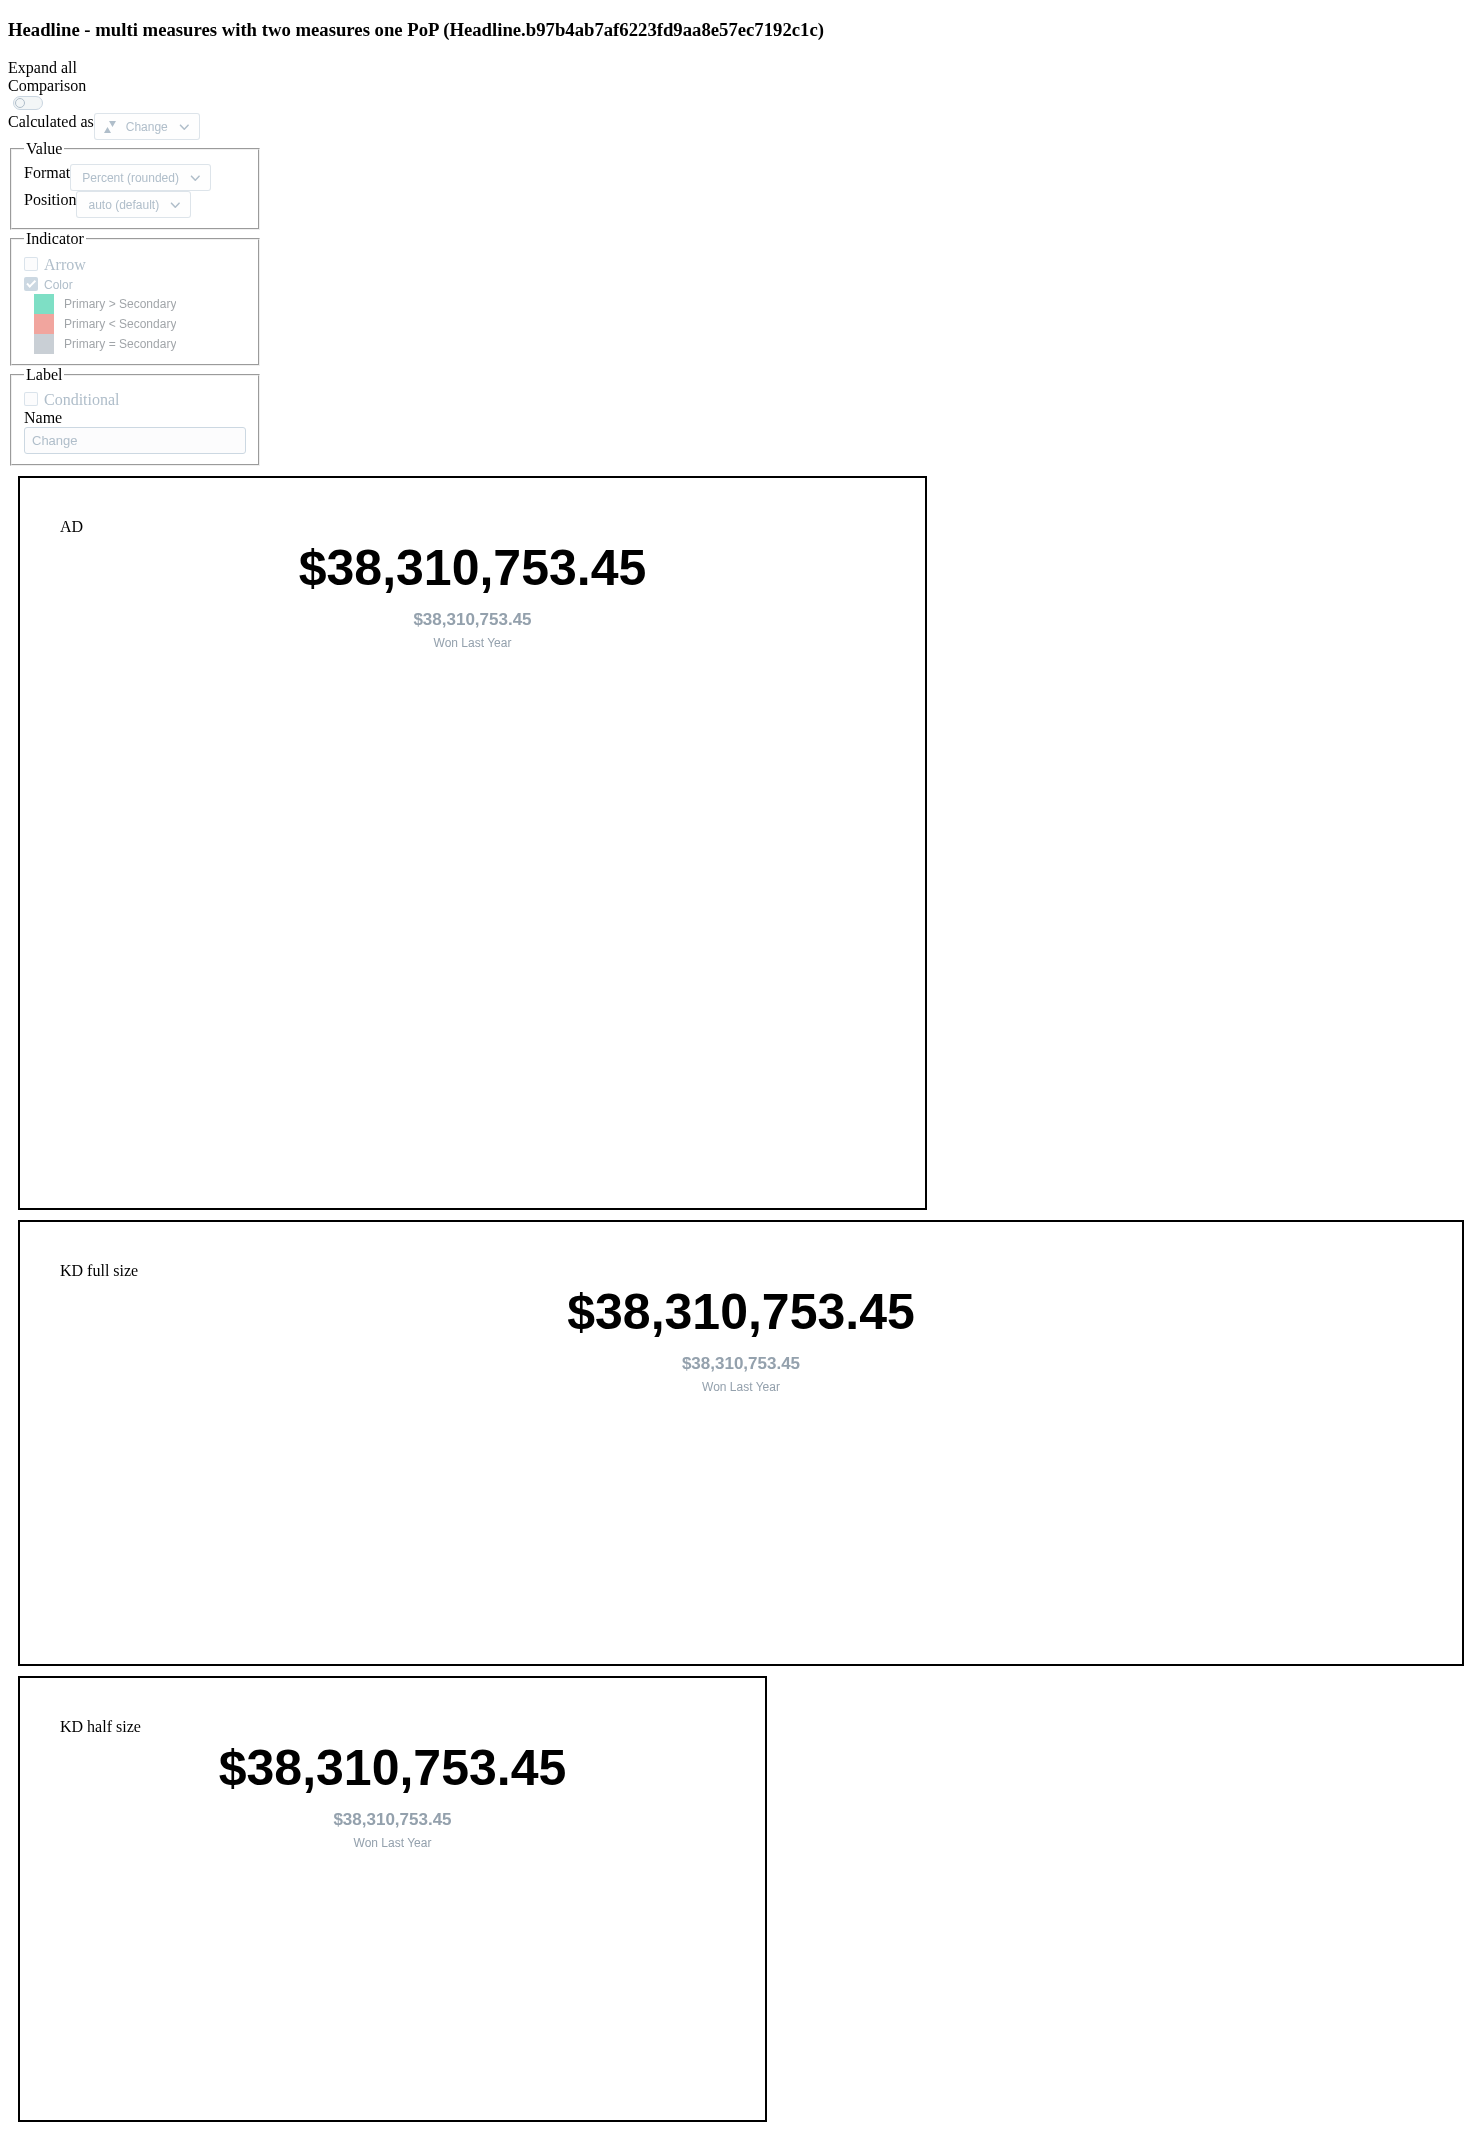 Headline - multi measures with two measures one PoP (Headline.b97b4ab7af6223fd9aa8e57ec7192c1c)
Expand all
Comparison
Calculated as Change
Value
Format Percent (rounded)
Position auto (default)
Indicator
Arrow
Color
Primary > Secondary
Primary < Secondary
Primary = Secondary
Label
Conditional
Name
Change
AD
$38,310,753.45
$38,310,753.45
Won Last Year
KD full size
$38,310,753.45
$38,310,753.45
Won Last Year
KD half size
$38,310,753.45
$38,310,753.45
Won Last Year